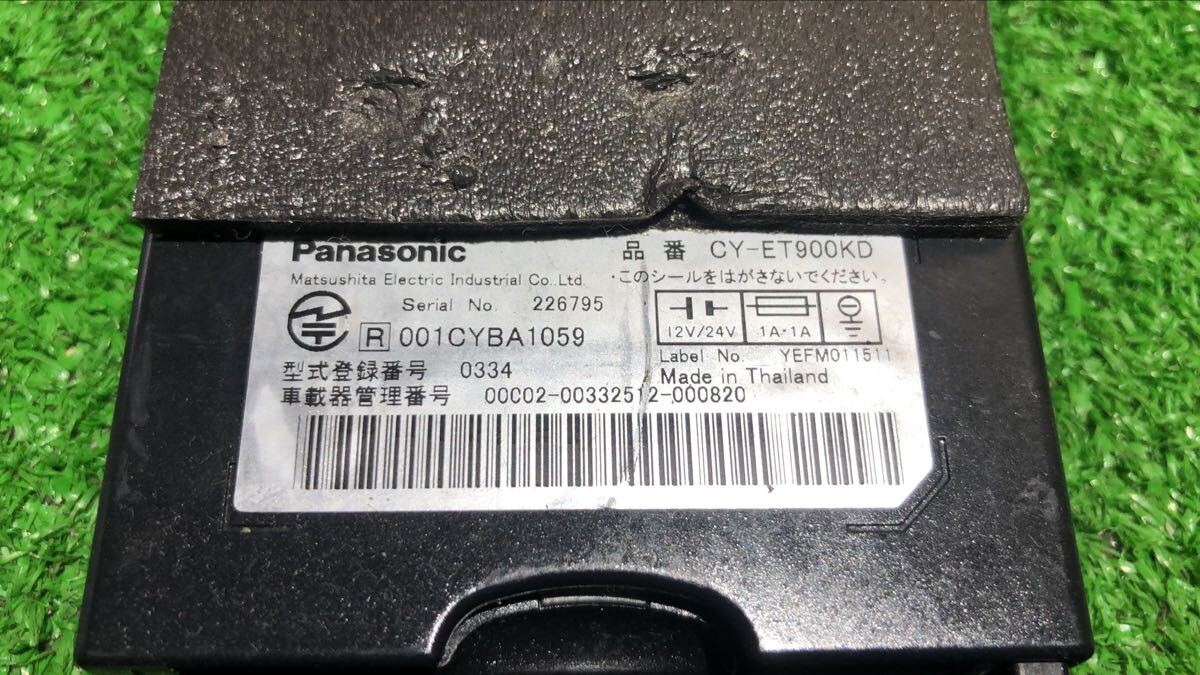 Panasonic 品番 CY-ET900KD
Matsushita Electric Industrial Co.,Ltd. ・このシールをはがさないでください。
Serial No. 226795
R 001CYBA1059
12V/24V 1A・1A
Label No. YEFM011511
型式登録番号 0334 Made in Thailand
車載器管理番号 00002-00332512-000820